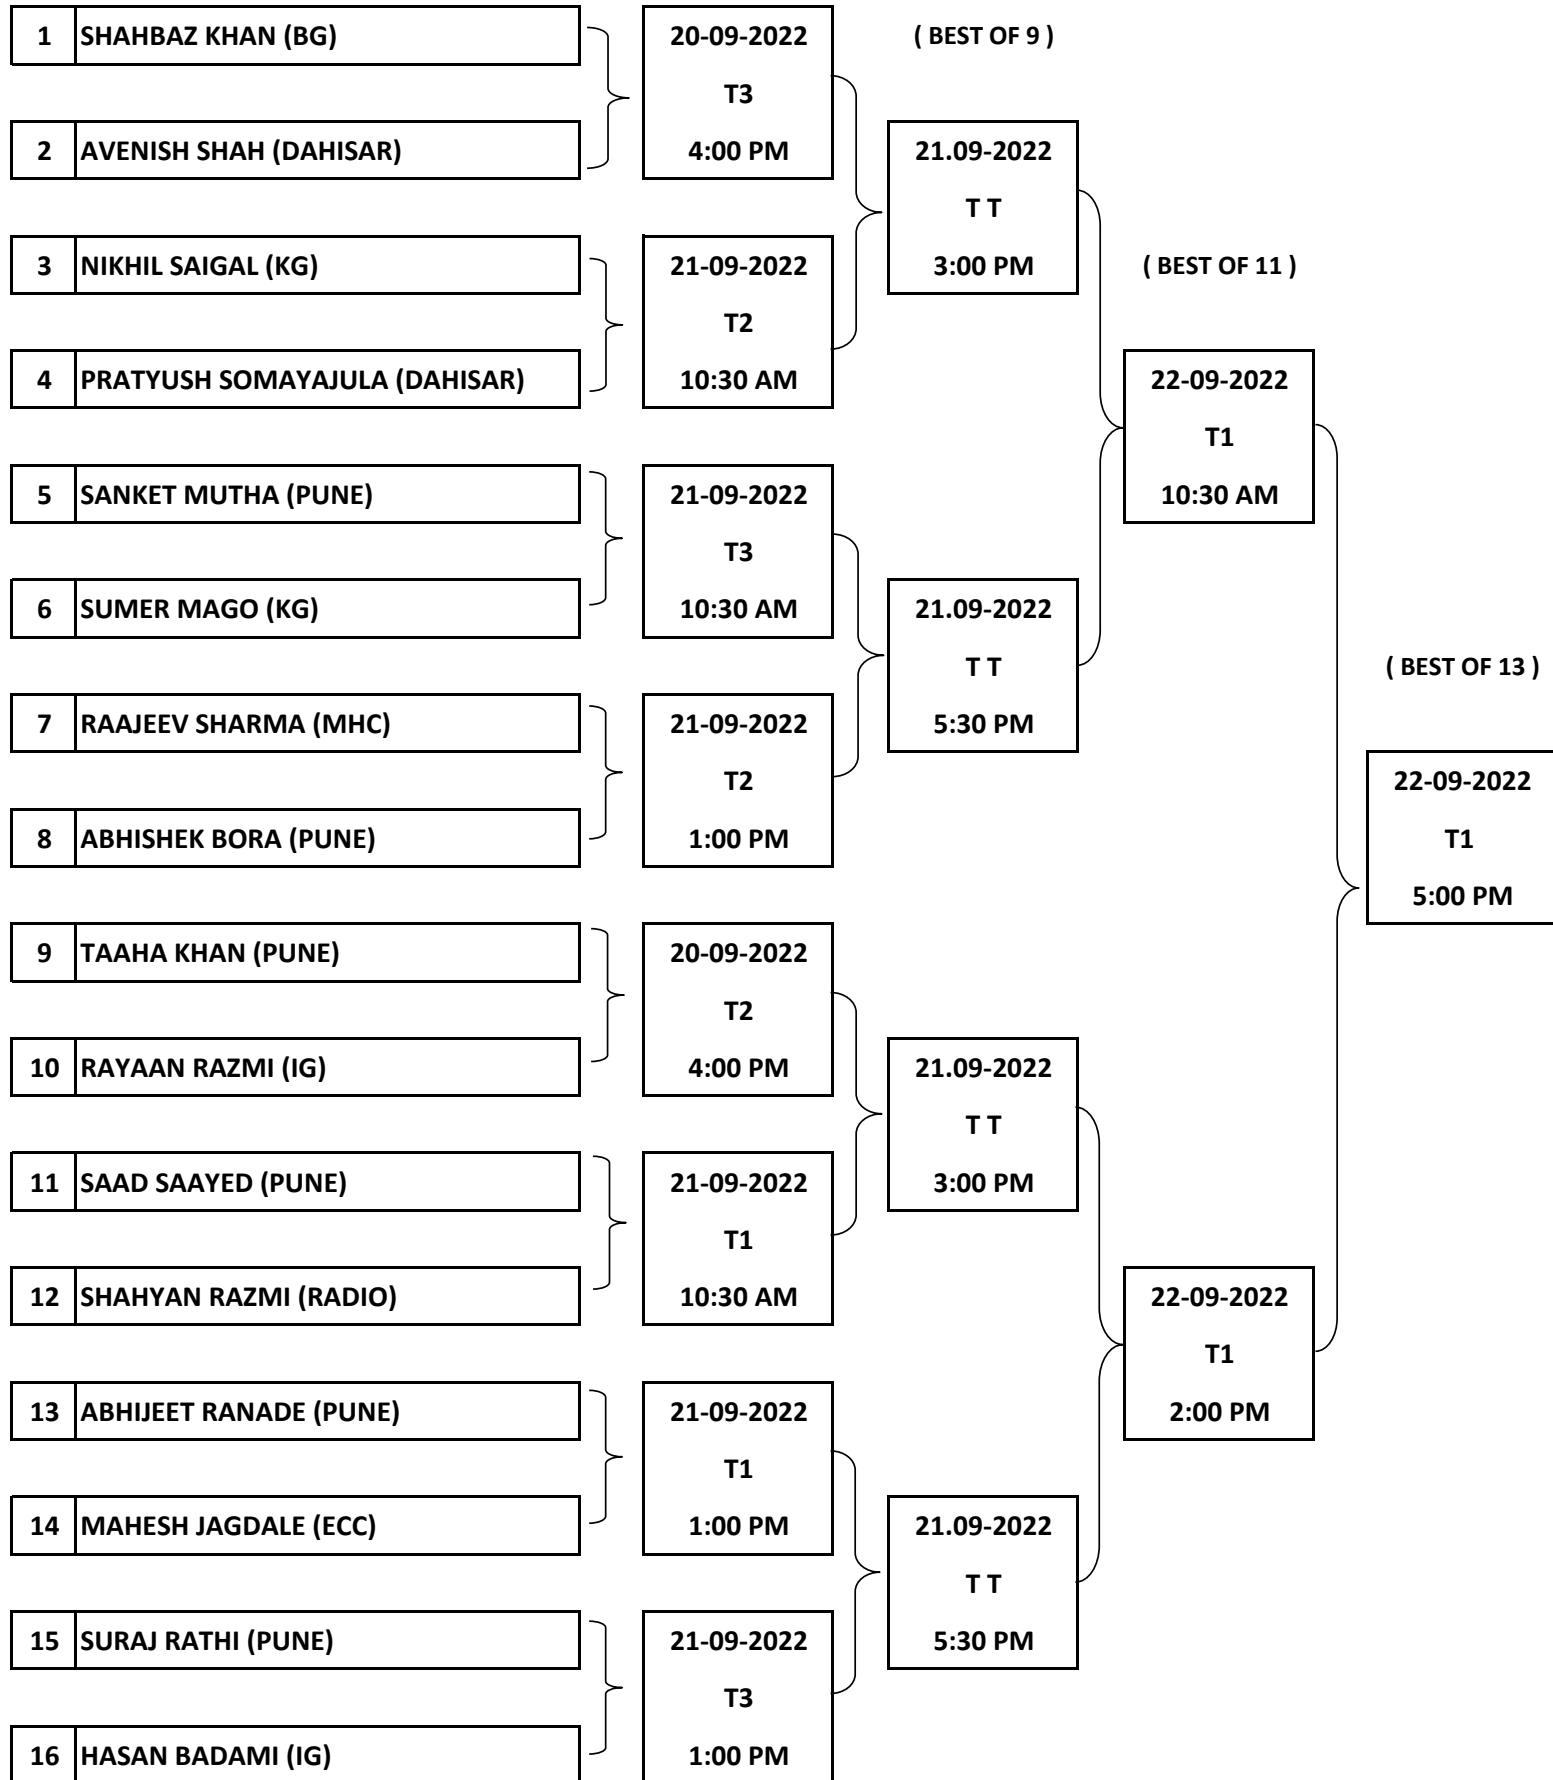 1 SHAHBAZ KHAN (BG)
20-09-2022
( BEST OF 9 )
T3
2 AVENISH SHAH (DAHISAR)
4:00 PM
21.09-2022
T T
3 NIKHIL SAIGAL (KG)
21-09-2022
3:00 PM
( BEST OF 11 )
T2
4 PRATYUSH SOMAYAJULA (DAHISAR)
10:30 AM
22-09-2022
T1
5 SANKET MUTHA (PUNE)
21-09-2022
10:30 AM
T3
6 SUMER MAGO (KG)
10:30 AM
21.09-2022
T T
( BEST OF 13 )
7 RAAJEEV SHARMA (MHC)
21-09-2022
5:30 PM
T2
22-09-2022
8 ABHISHEK BORA (PUNE)
1:00 PM
T1
5:00 PM
9 TAAHA KHAN (PUNE)
20-09-2022
T2
10 RAYAAN RAZMI (IG)
4:00 PM
21.09-2022
T T
11 SAAD SAAYED (PUNE)
21-09-2022
3:00 PM
T1
12 SHAHYAN RAZMI (RADIO)
10:30 AM
22-09-2022
T1
13 ABHIJEET RANADE (PUNE)
21-09-2022
2:00 PM
T1
14 MAHESH JAGDALE (ECC)
1:00 PM
21.09-2022
T T
15 SURAJ RATHI (PUNE)
21-09-2022
5:30 PM
T3
16 HASAN BADAMI (IG)
1:00 PM